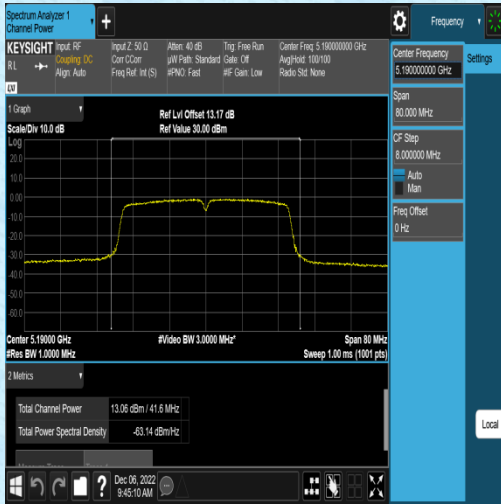 Spectrum Analyzer 1
Channel Power
+
Frequency
KEYSIGHT
RL
Input: RF
Coupling: DC
Align: Auto
Input Z: 50 Ω
Corr CCorr
Freq Ref: Int (S)
Atten: 40 dB
µW Path: Standard
#PNO: Fast
Trig: Free Run
Gate: Off
#IF Gain: Low
Center Freq: 5.190000000 GHz
Avg|Hold: 100/100
Radio Std: None
LXI
Center Frequency
5.190000000 GHz
Settings
Span
80.000 MHz
CF Step
8.000000 MHz
Auto
Man
Freq Offset
0 Hz
Local
1 Graph
Scale/Div 10.0 dB
Ref Lvl Offset 13.17 dB
Ref Value 30.00 dBm
Log
20.0
10.0
0.00
-10.0
-20.0
-30.0
-40.0
-50.0
-60.0
Center 5.19000 GHz
#Video BW 3.0000 MHz*
Span 80 MHz
#Res BW 1.0000 MHz
Sweep 1.00 ms (1001 pts)
2 Metrics
Total Channel Power 13.06 dBm / 41.6 MHz
Total Power Spectral Density -63.14 dBm/Hz
?
Dec 06, 2022
9:45:10 AM